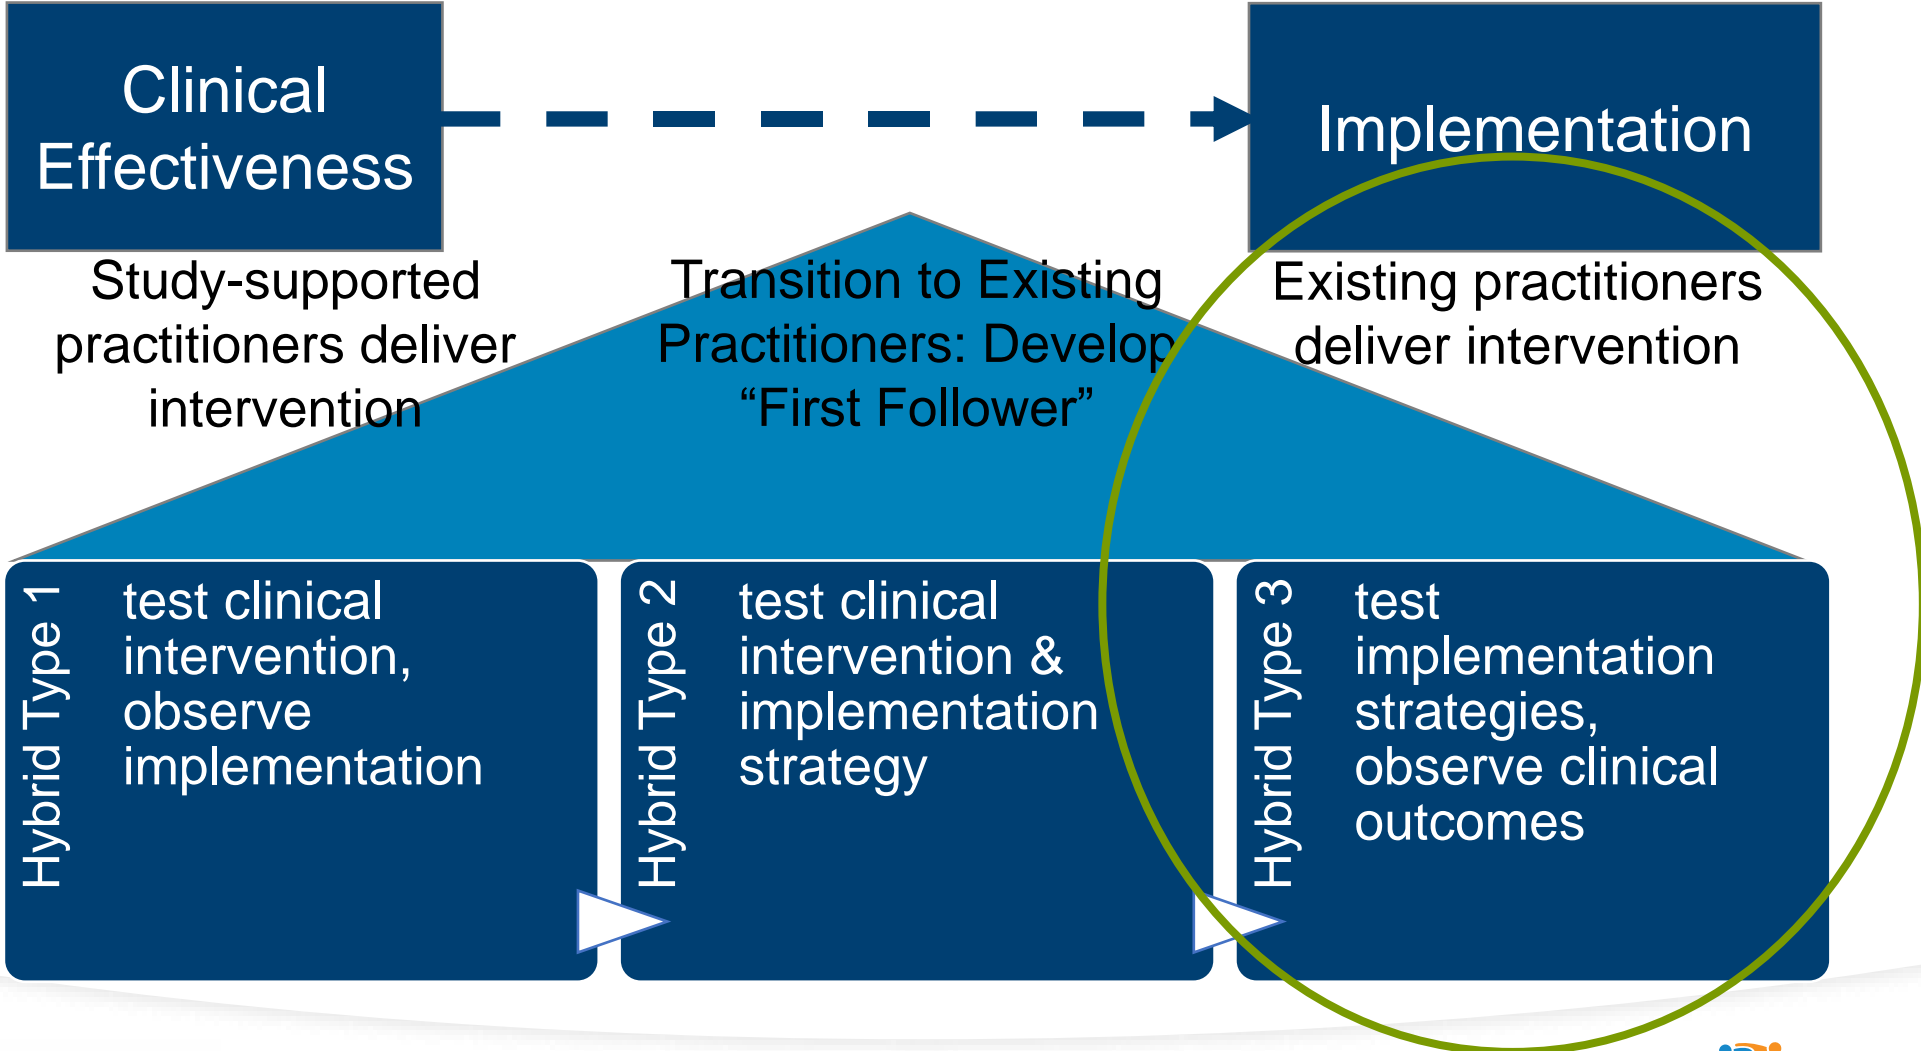 Clinical
Effectiveness
Implementation
Study-supported
practitioners deliver
intervention
Transition to Existing
Practitioners: Develop
“First Follower”
Existing practitioners
deliver intervention
Hybrid Type 1
test clinical
intervention,
observe
implementation
Hybrid Type 2
test clinical
intervention &
implementation
strategy
Hybrid Type 3
test
implementation
strategies,
observe clinical
outcomes